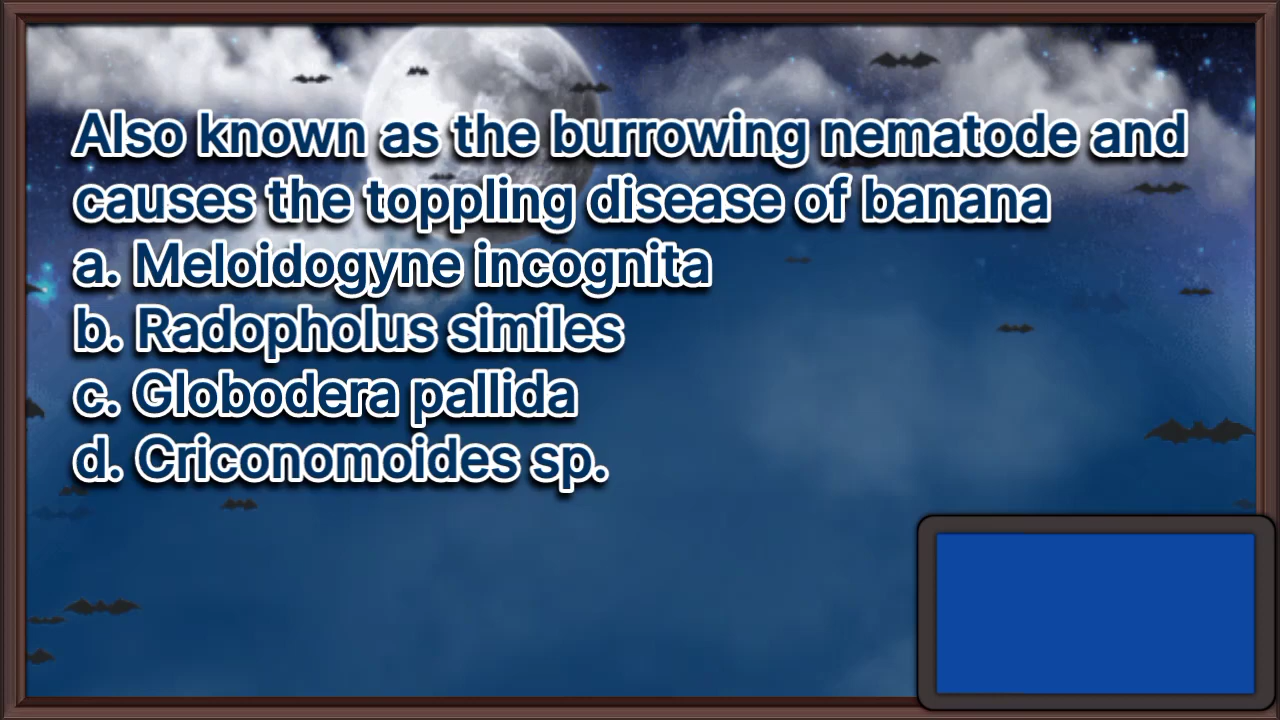 Also known as the burrowing nematode and
causes the toppling disease of banana
a. Meloidogyne incognita
b. Radopholus similes
c. Globodera pallida
d. Criconomoides sp.